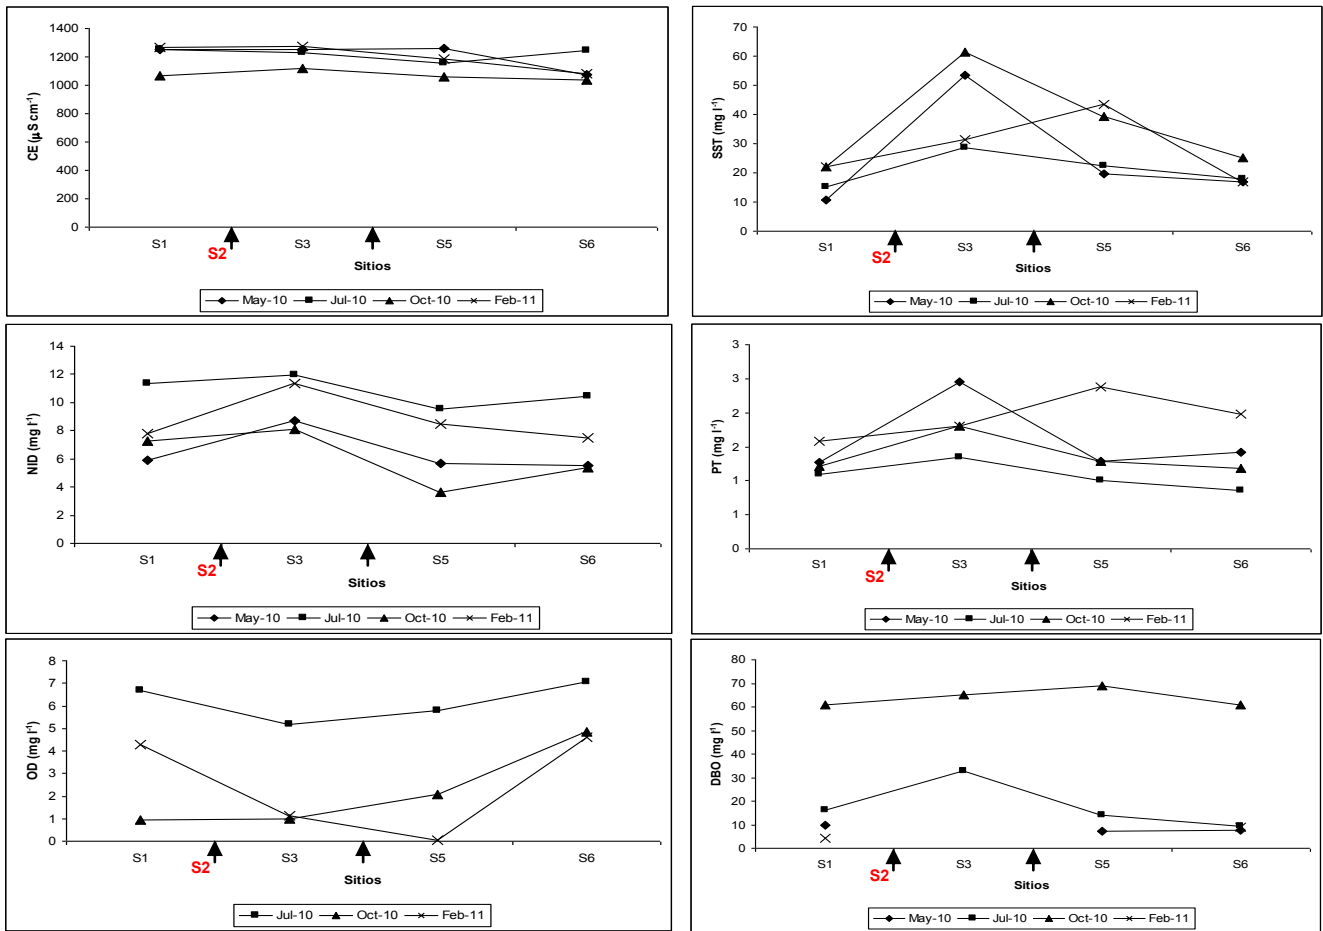 1400
1200
1000
800
600
400
200
0
CE (µS cm⁻¹)
S1 S3 S5 S6
S2
Sitios
May-10 Jul-10 Oct-10 Feb-11
70
60
50
40
30
20
10
0
SST (mg l⁻¹)
S1 S3 S5 S6
S2
Sitios
May-10 Jul-10 Oct-10 Feb-11
14
12
10
8
6
4
2
0
NID (mg l⁻¹)
S1 S3 S5 S6
S2
Sitios
May-10 Jul-10 Oct-10 Feb-11
3
3
2
2
1
1
0
PT (mg l⁻¹)
S1 S3 S5 S6
S2
Sitios
May-10 Jul-10 Oct-10 Feb-11
8
7
6
5
4
3
2
1
0
OD (mg l⁻¹)
S1 S3 S5 S6
S2
Sitios
Jul-10 Oct-10 Feb-11
80
70
60
50
40
30
20
10
0
DBO (mg l⁻¹)
S1 S3 S5 S6
S2
Sitios
May-10 Jul-10 Oct-10 Feb-11